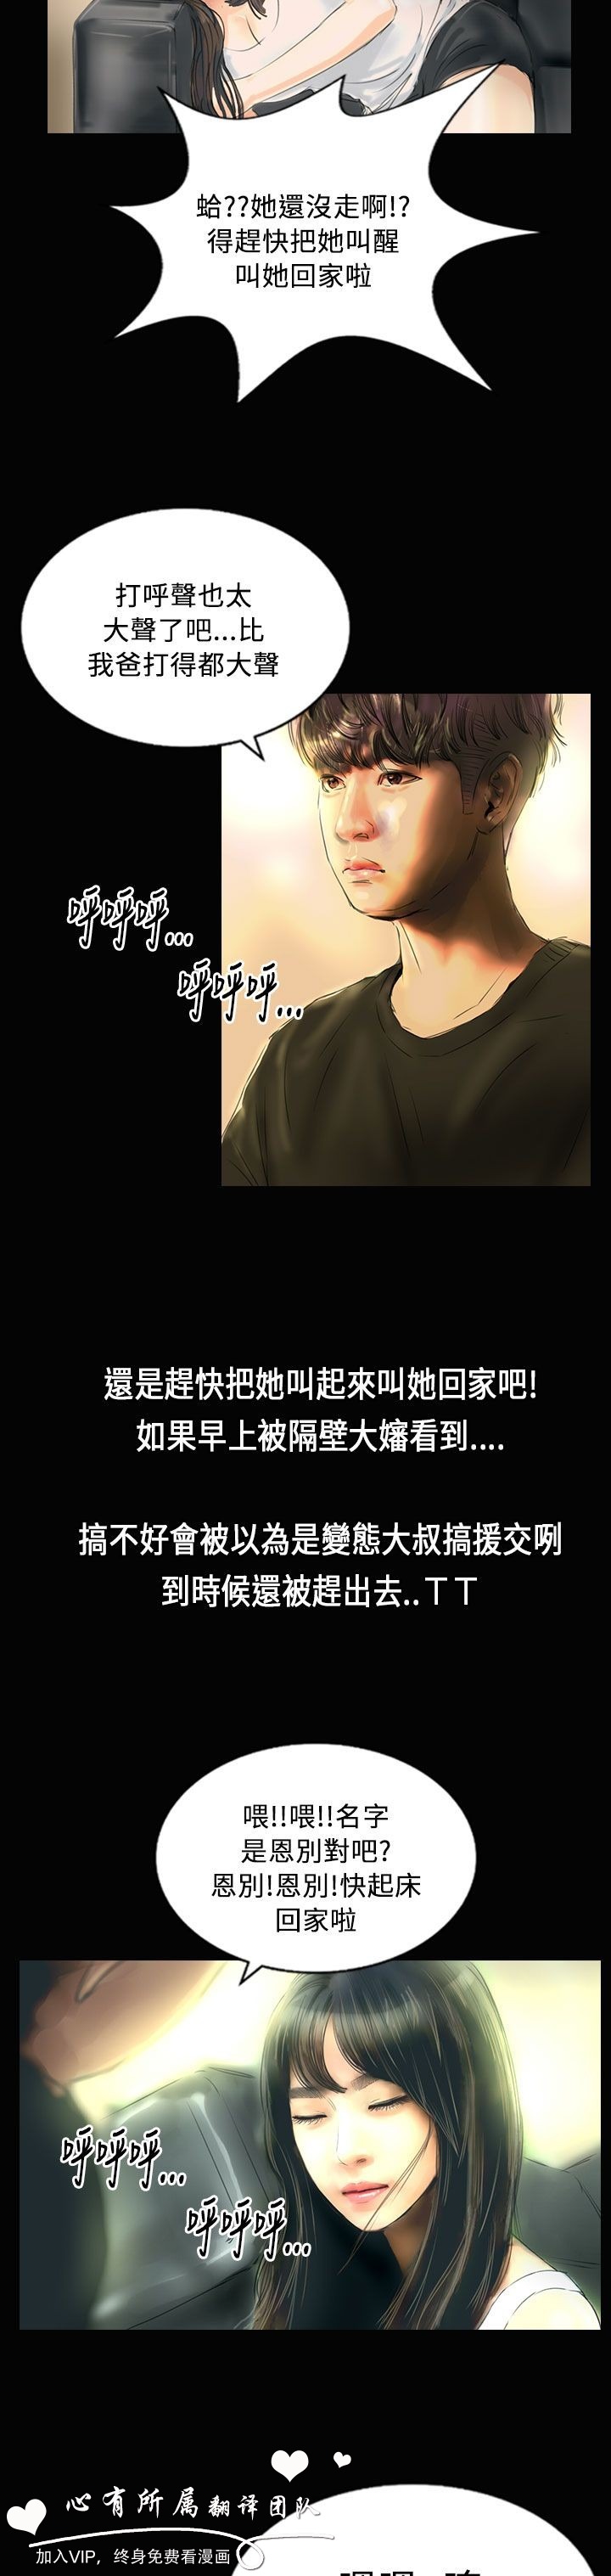 蛤??她還沒走啊!?
得趕快把她叫醒
叫她回家啦
打呼聲也太
大聲了吧...比
我爸打得都大聲
呼呼呼...
呼呼呼...
還是趕快把她叫起來叫她回家吧!
如果早上被隔壁大嬸看到....
搞不好會被以為是變態大叔搞援交咧
到時候還被趕出去..ＴＴ
喂!!喂!!名字
是恩別對吧?
恩別!恩別!快起床
回家啦
呼呼呼...
呼呼呼...
心有所属翻译团队
加入VIP，终身免费看漫画